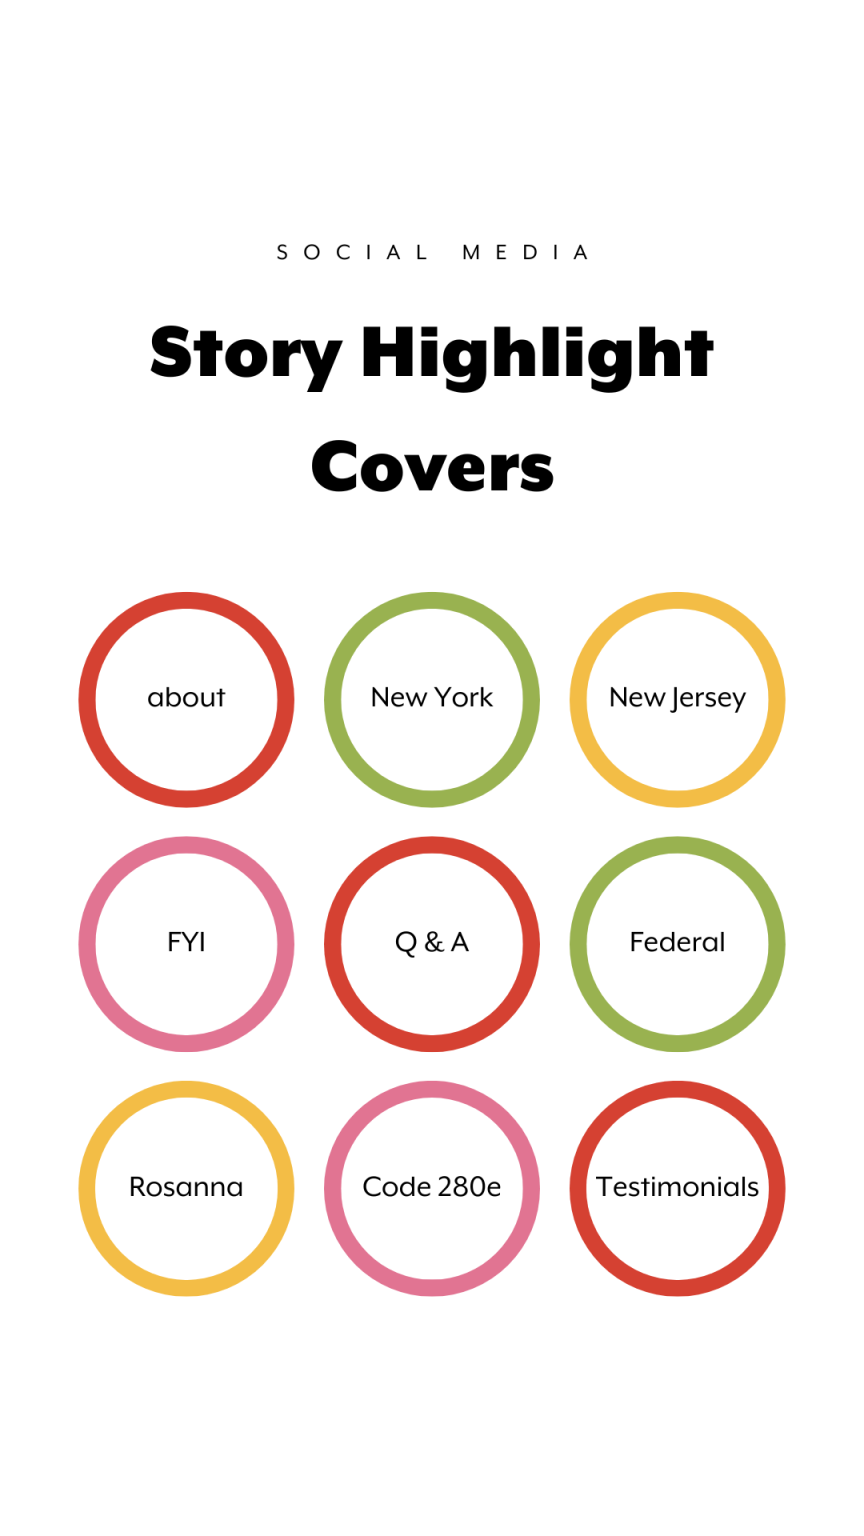 SOCIAL MEDIA
Story Highlight
Covers
about
New York
New Jersey
FYI
Q & A
Federal
Rosanna
Code 280e
Testimonials